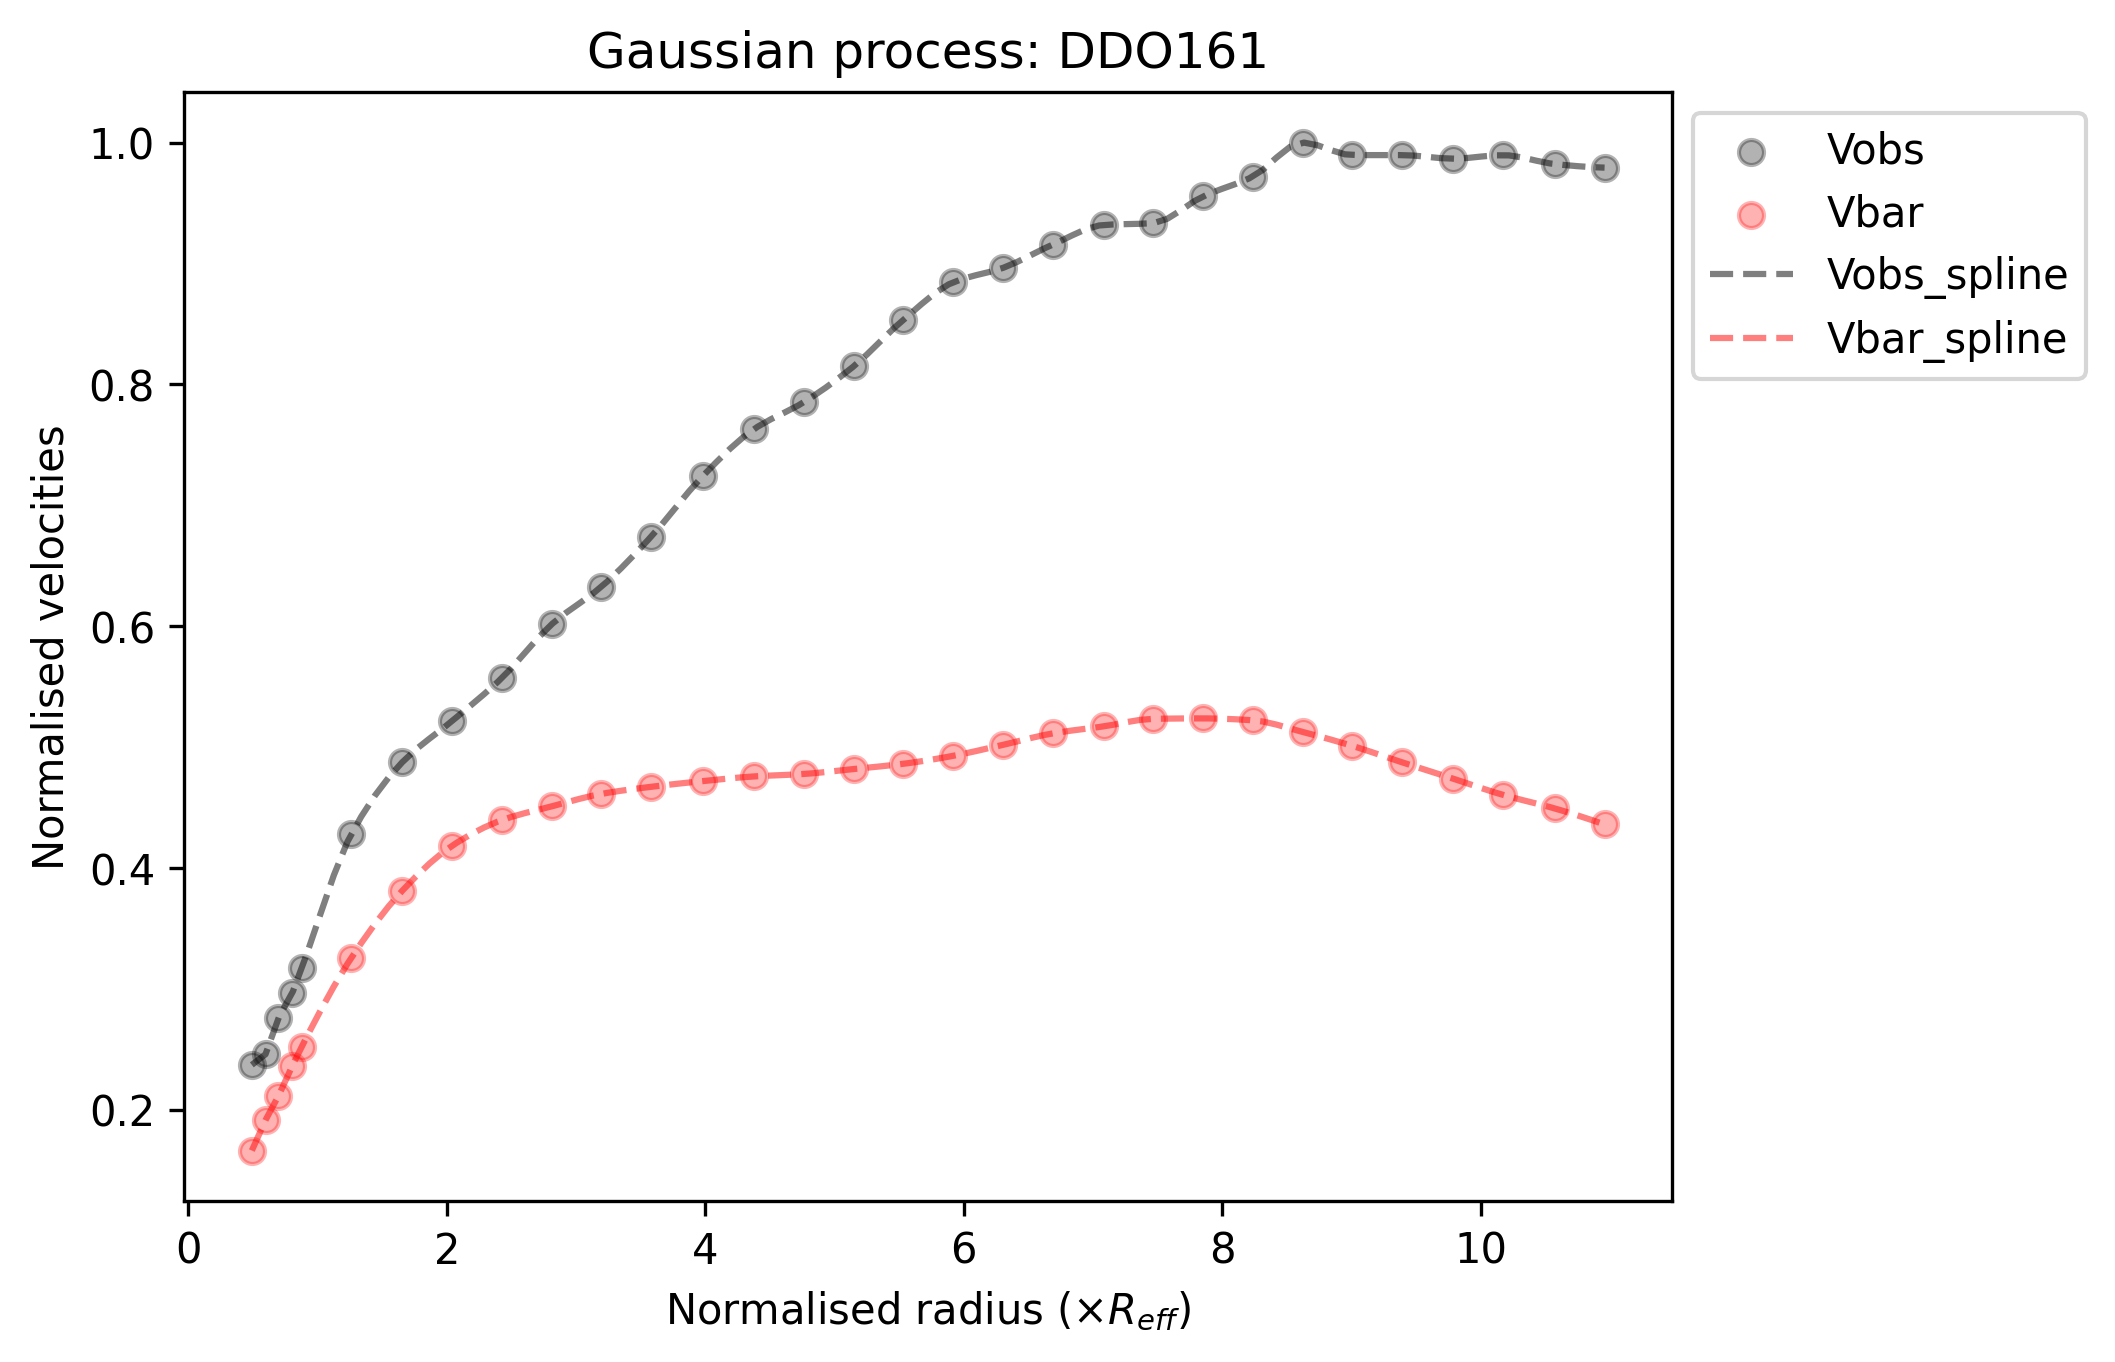 Gaussian process: DDO161
1.0
0.8
0.6
0.4
0.2
Normalised velocities
0 2 4 6 8 10
Normalised radius (×R_eff)
Vobs
Vbar
Vobs_spline
Vbar_spline